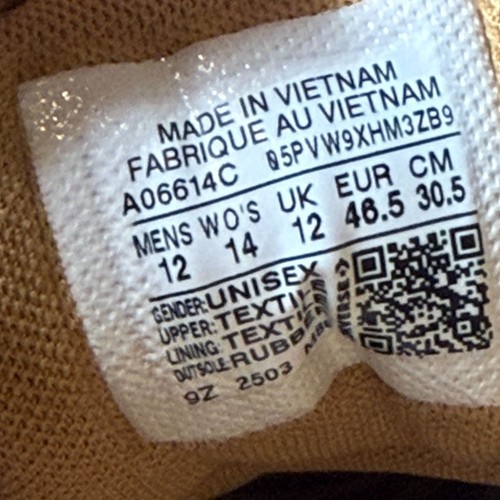 MADE IN VIETNAM
FABRIQUE AU VIETNAM
A06614C 05PVW9XHM3ZB9
MENS WO'S UK EUR CM
12 14 12 46.5 30.5
GENDER: UNISEX
UPPER: TEXTILE
LINING: TEXTILE
OUTSOLE: RUBBER
9Z 2503